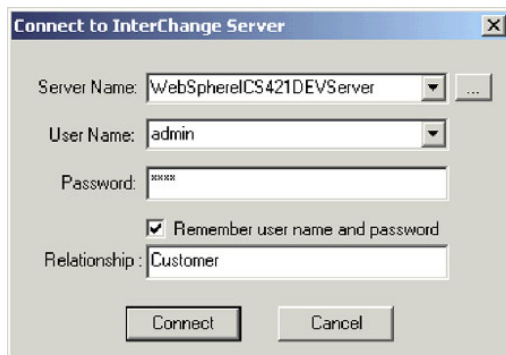 Connect to InterChange Server
Server Name: WebSphereICS421DEVServer ...
User Name: admin
Password: ****
Remember user name and password
Relationship : Customer
Connect Cancel